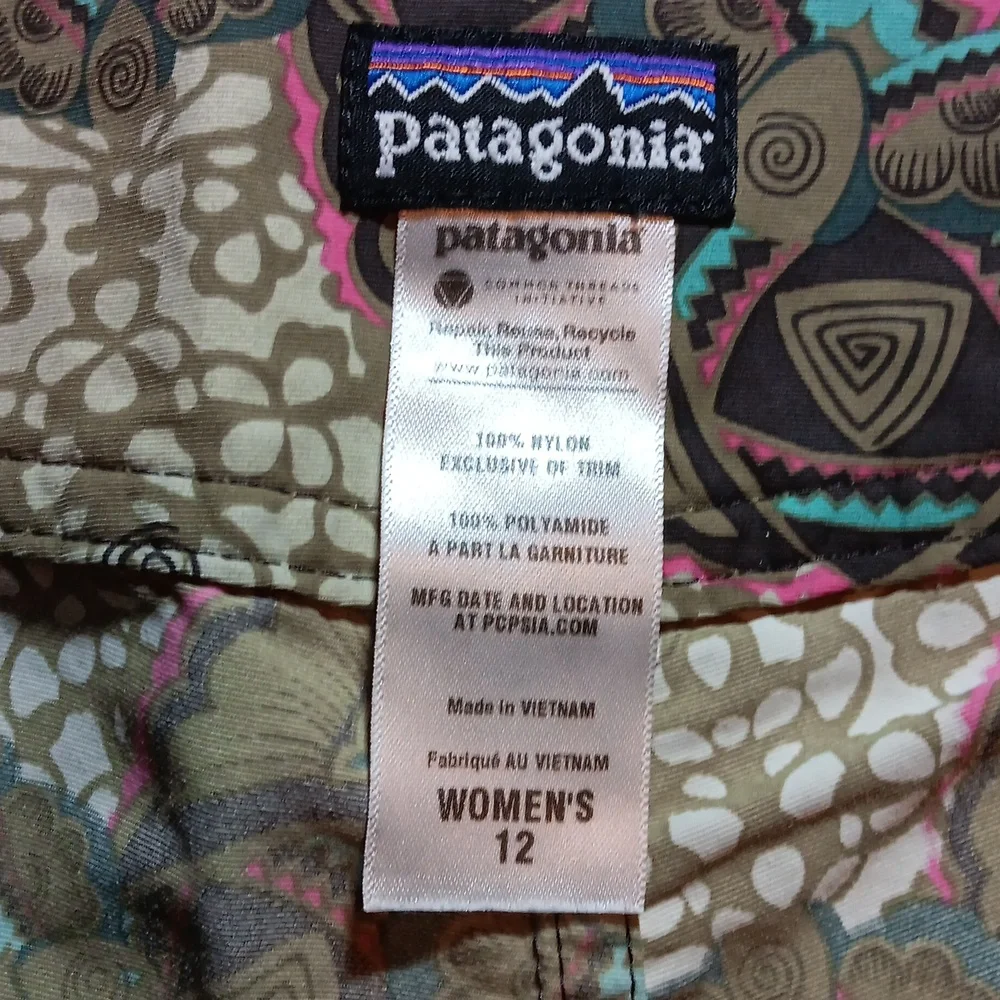 patagonia
patagonia
COMMON THREADS
INITIATIVE
Repair, Reuse, Recycle
This Product
www.patagonia.com
100% NYLON
EXCLUSIVE OF TRIM
100% POLYAMIDE
À PART LA GARNITURE
MFG DATE AND LOCATION
AT PCPSIA.COM
Made in VIETNAM
Fabriqué AU VIETNAM
WOMEN'S
12